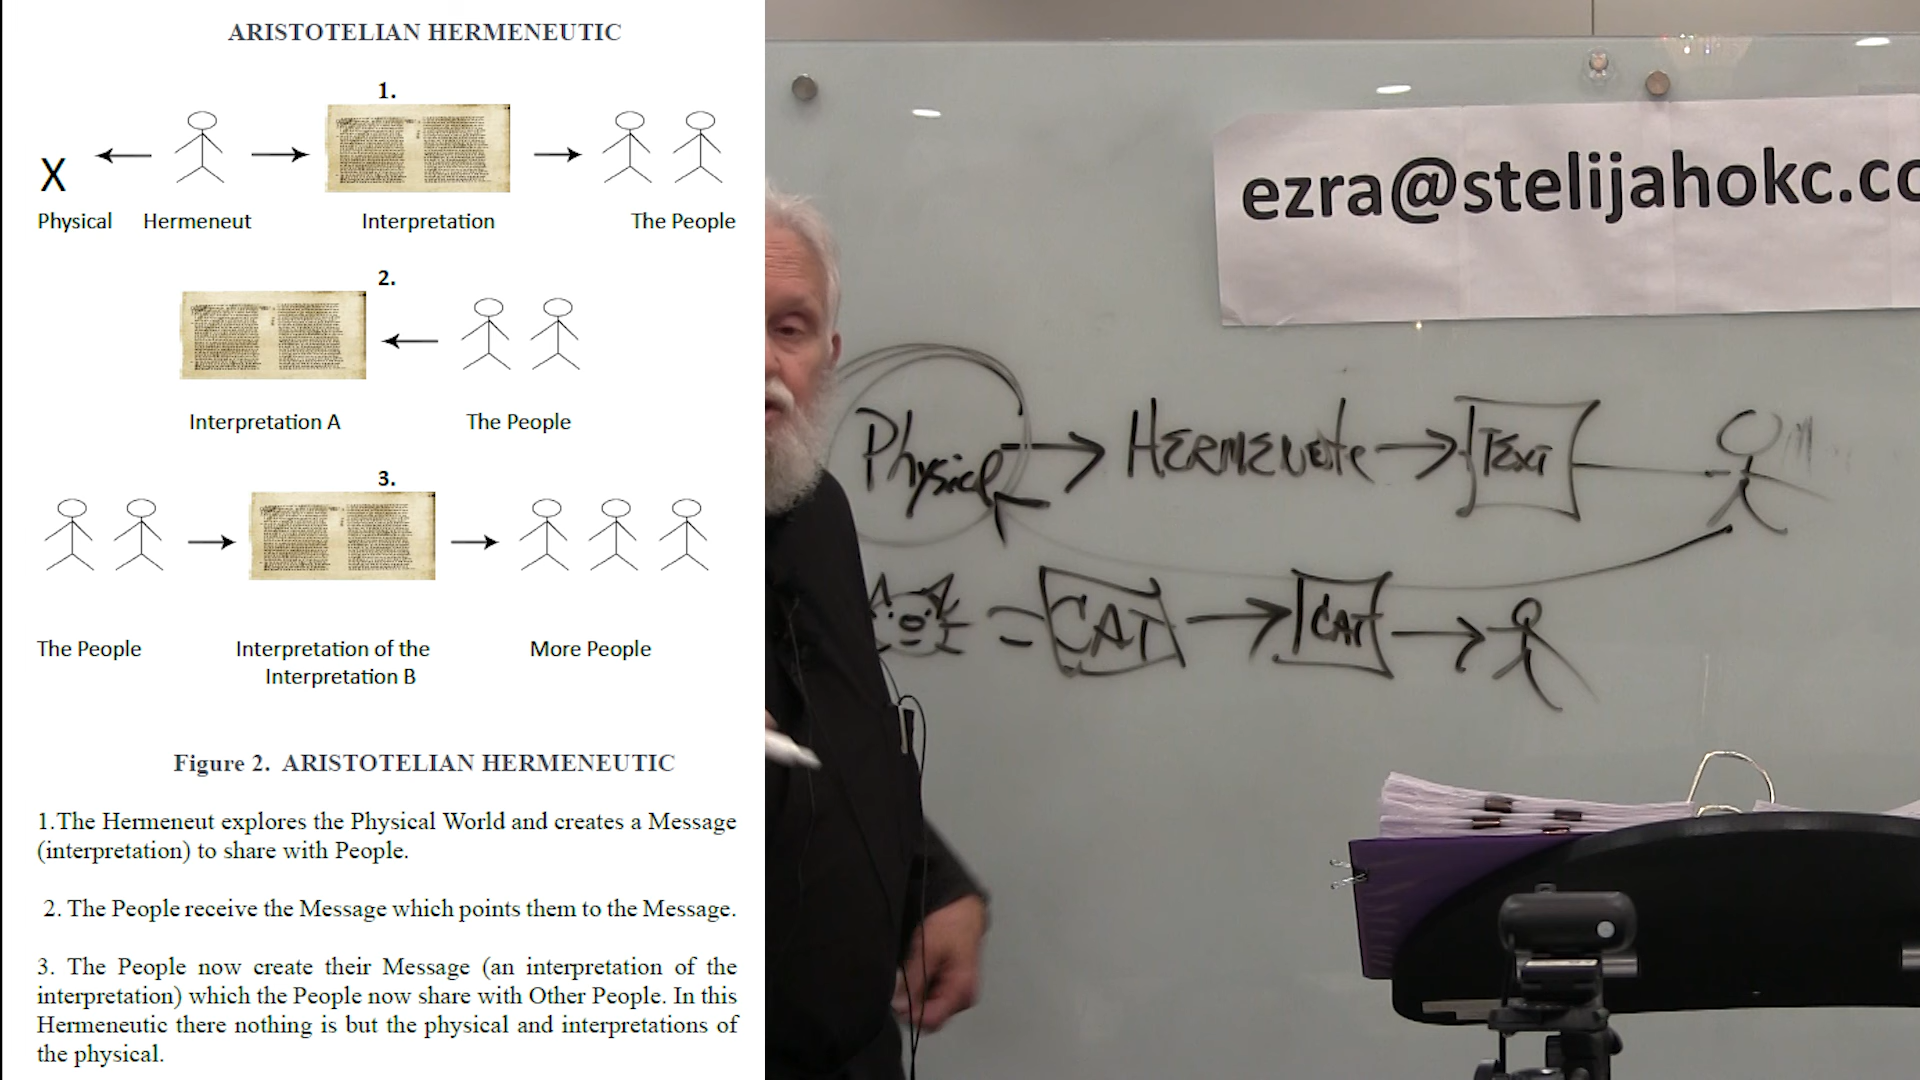 ARISTOTELIAN HERMENEUTIC
1.
X
Physical Hermeneut Interpretation The People
2.
Interpretation A The People
3.
The People Interpretation of the More People
Interpretation B
Figure 2. ARISTOTELIAN HERMENEUTIC
1.The Hermeneut explores the Physical World and creates a Message
(interpretation) to share with People.
2. The People receive the Message which points them to the Message.
3. The People now create their Message (an interpretation of the
interpretation) which the People now share with Other People. In this
Hermeneutic there nothing is but the physical and interpretations of
the physical.
ezra@stelijahokc.co
Physical HERMENEUTE TEXT
= CAT CAT